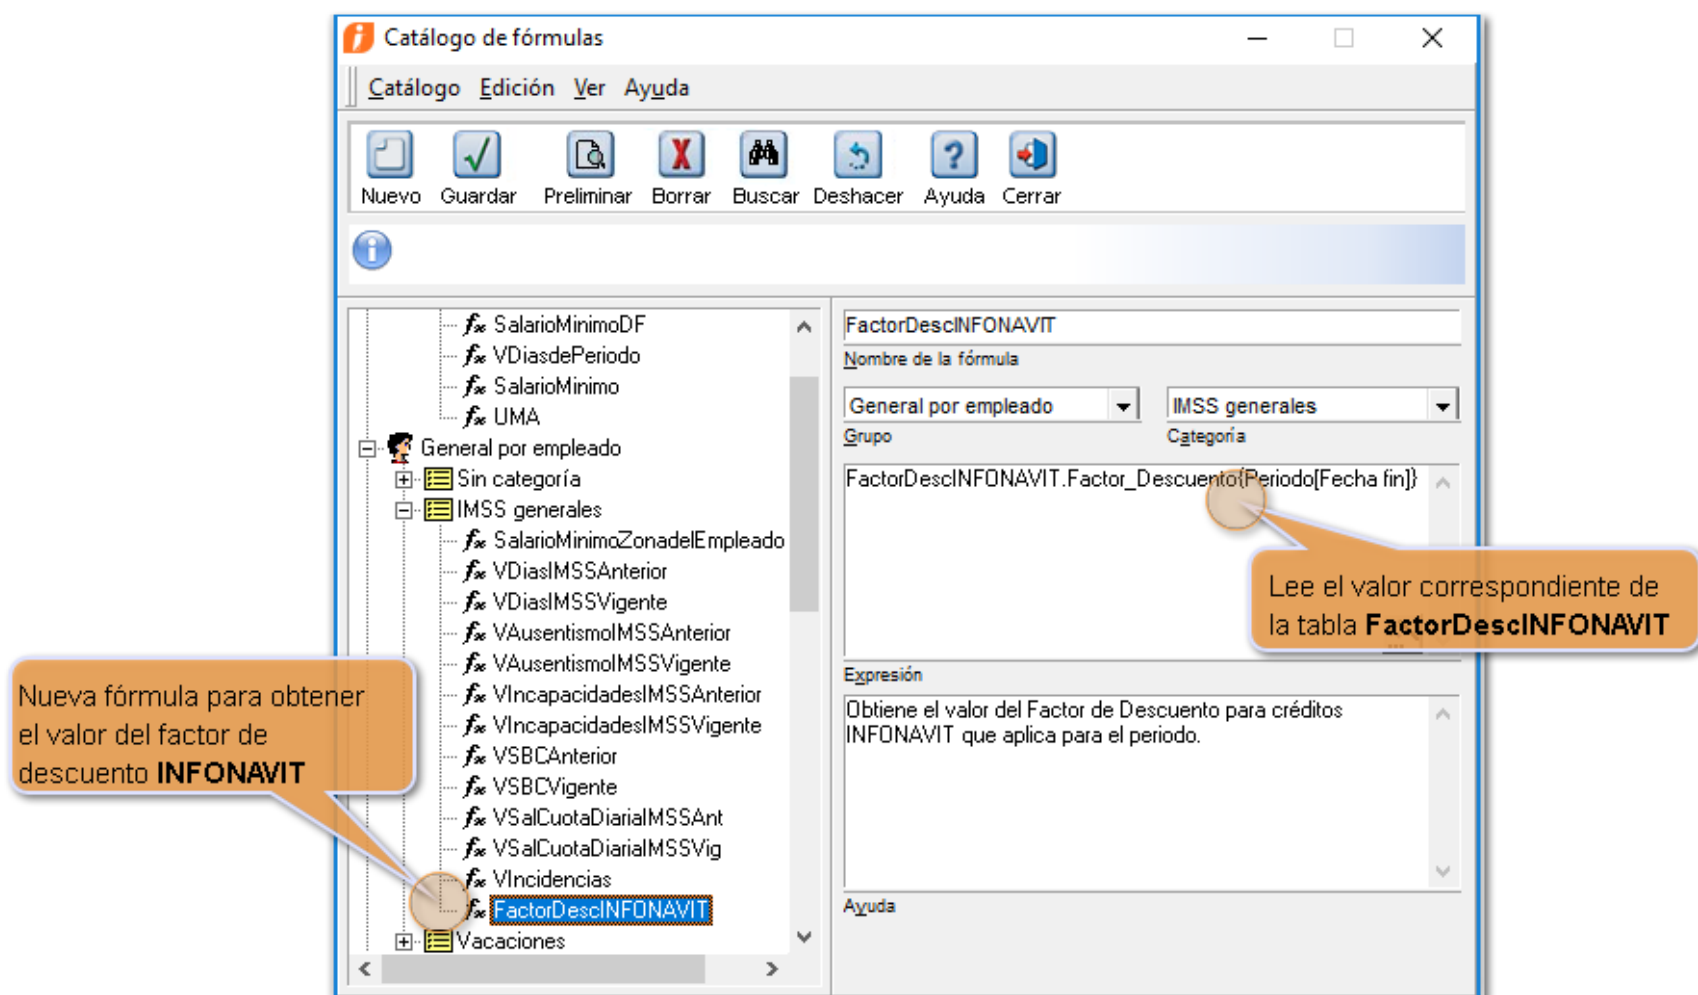 Catálogo de fórmulas
Catálogo Edición Ver Ayuda
Nuevo Guardar Preliminar Borrar Buscar Deshacer Ayuda Cerrar
SalarioMinimoDF
VDiasdePeriodo
SalarioMinimo
UMA
General por empleado
Sin categoría
IMSS generales
SalarioMinimoZonadelEmpleado
VDiasIMSSAnterior
VDiasIMSSVigente
VAusentismoIMSSAnterior
VAusentismoIMSSVigente
VIncapacidadesIMSSAnterior
VIncapacidadesIMSSVigente
VSBCAnterior
VSBCVigente
VSalCuotaDiariaIMSSAnt
VSalCuotaDiariaIMSSVig
VIncidencias
FactorDescINFONAVIT
Vacaciones
FactorDescINFONAVIT
Nombre de la fórmula
General por empleado IMSS generales
Grupo Categoría
FactorDescINFONAVIT.Factor_Descuento{Periodo[Fecha fin]}
Expresión
Obtiene el valor del Factor de Descuento para créditos
INFONAVIT que aplica para el periodo.
Ayuda
Lee el valor correspondiente de
la tabla FactorDescINFONAVIT
Nueva fórmula para obtener
el valor del factor de
descuento INFONAVIT